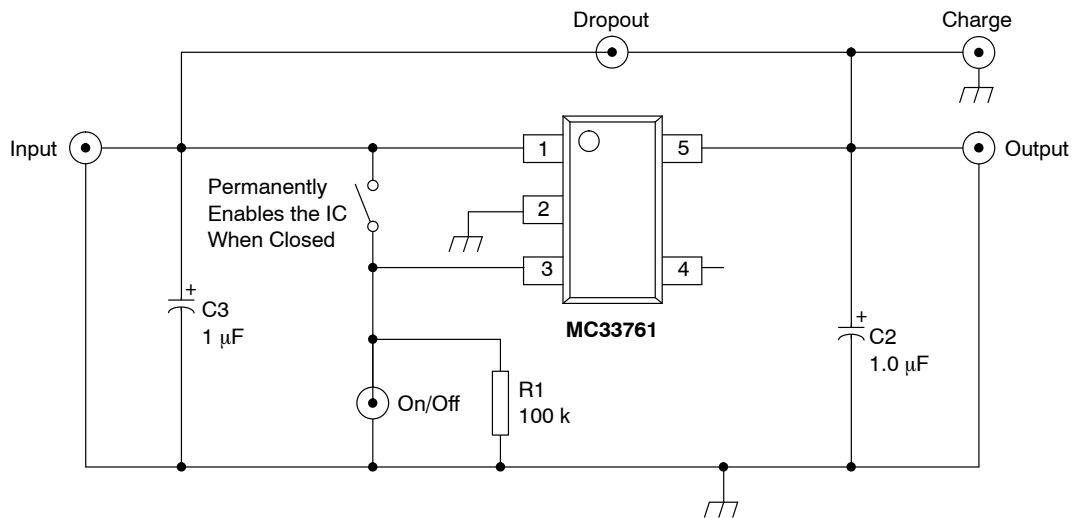 Dropout
Charge
Input
1
5
Output
Permanently
Enables the IC
When Closed
2
3
4
+
C3
1 μF
MC33761
+
C2
1.0 μF
On/Off
R1
100 k